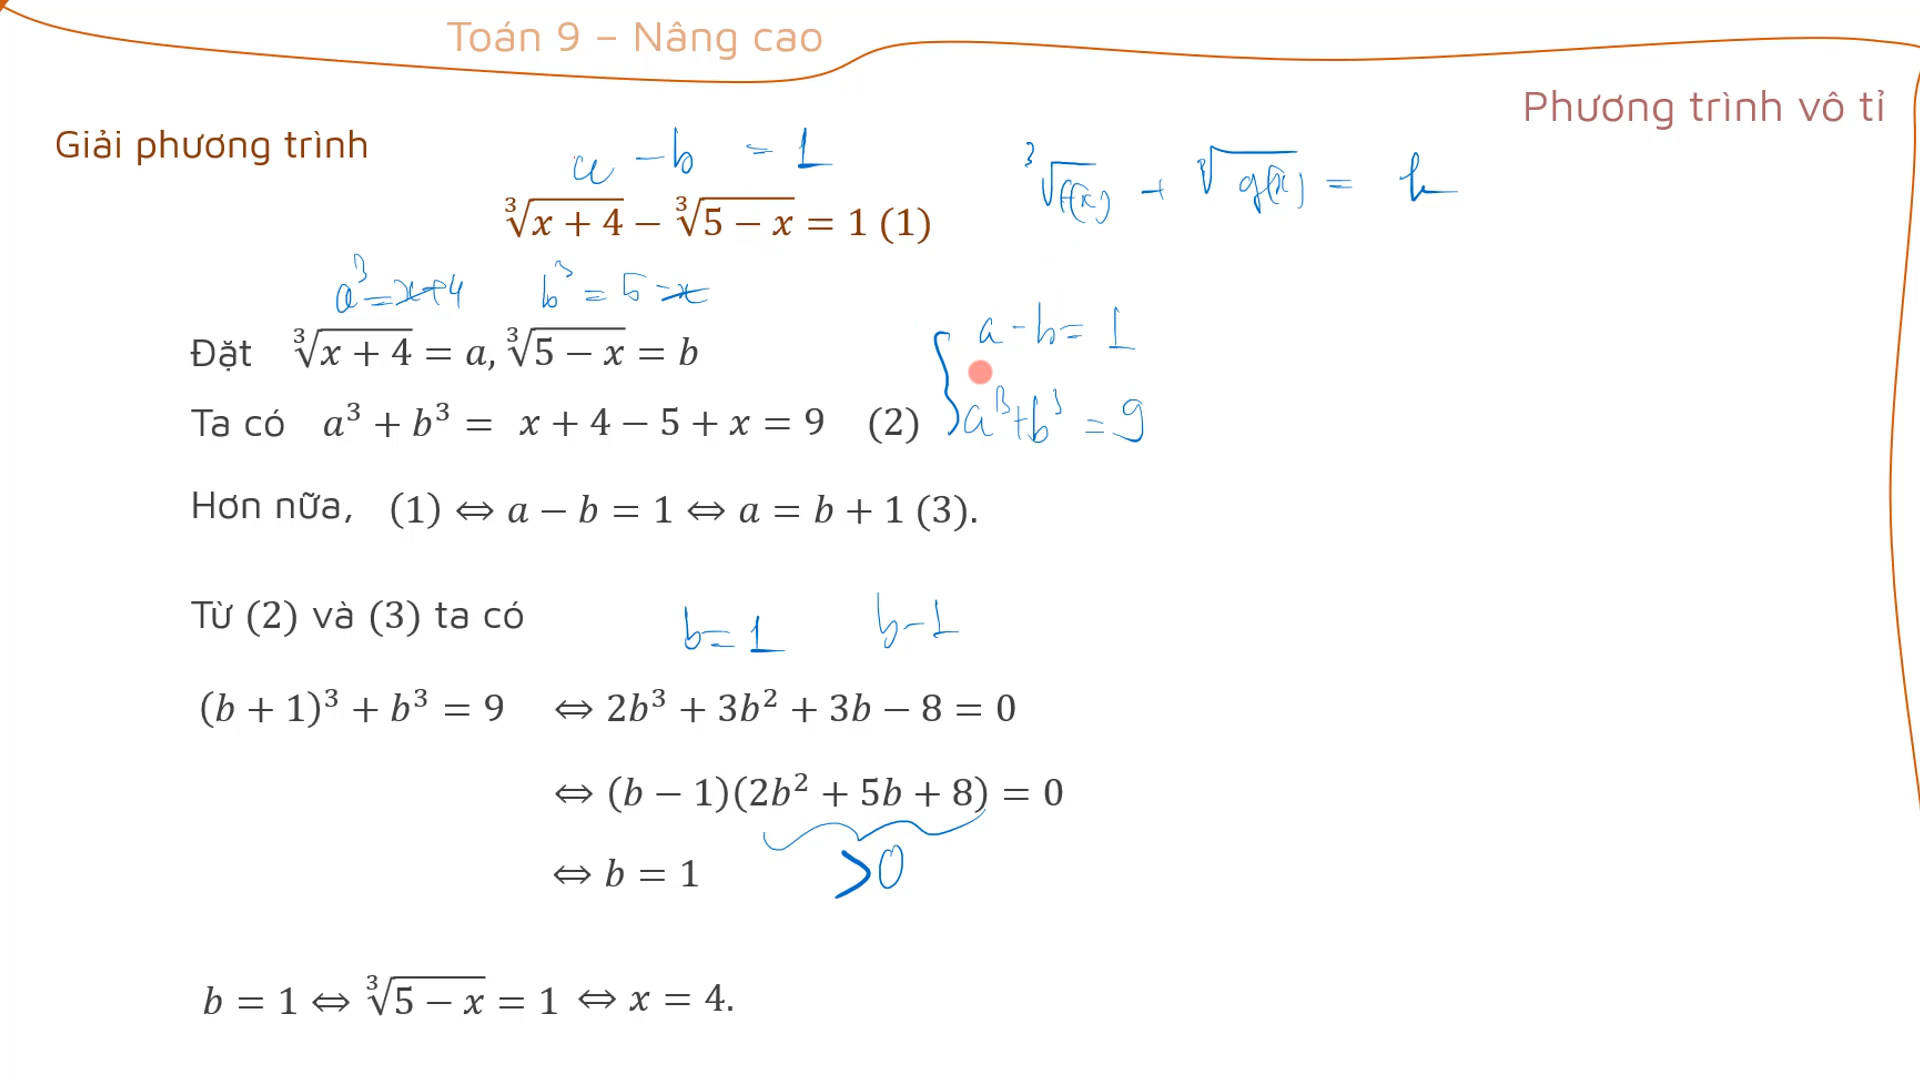 Toán 9 – Nâng cao
Phương trình vô tỉ
Giải phương trình
a - b = 1
∛(x + 4) − ∛(5 − x) = 1 (1)
∛f(x) + ∛g(x) = h
a³ = x+4 b³ = 5 - x
Đặt ∛(x + 4) = a, ∛(5 − x) = b
a - b = 1
Ta có a³ + b³ = x + 4 − 5 + x = 9 (2)
a³ + b³ = 9
Hơn nữa, (1) ⇔ a − b = 1 ⇔ a = b + 1 (3).
Từ (2) và (3) ta có
b = 1 b - 1
(b + 1)³ + b³ = 9 ⇔ 2b³ + 3b² + 3b − 8 = 0
⇔ (b − 1)(2b² + 5b + 8) = 0
⇔ b = 1
>0
b = 1 ⇔ ∛(5 − x) = 1 ⇔ x = 4.